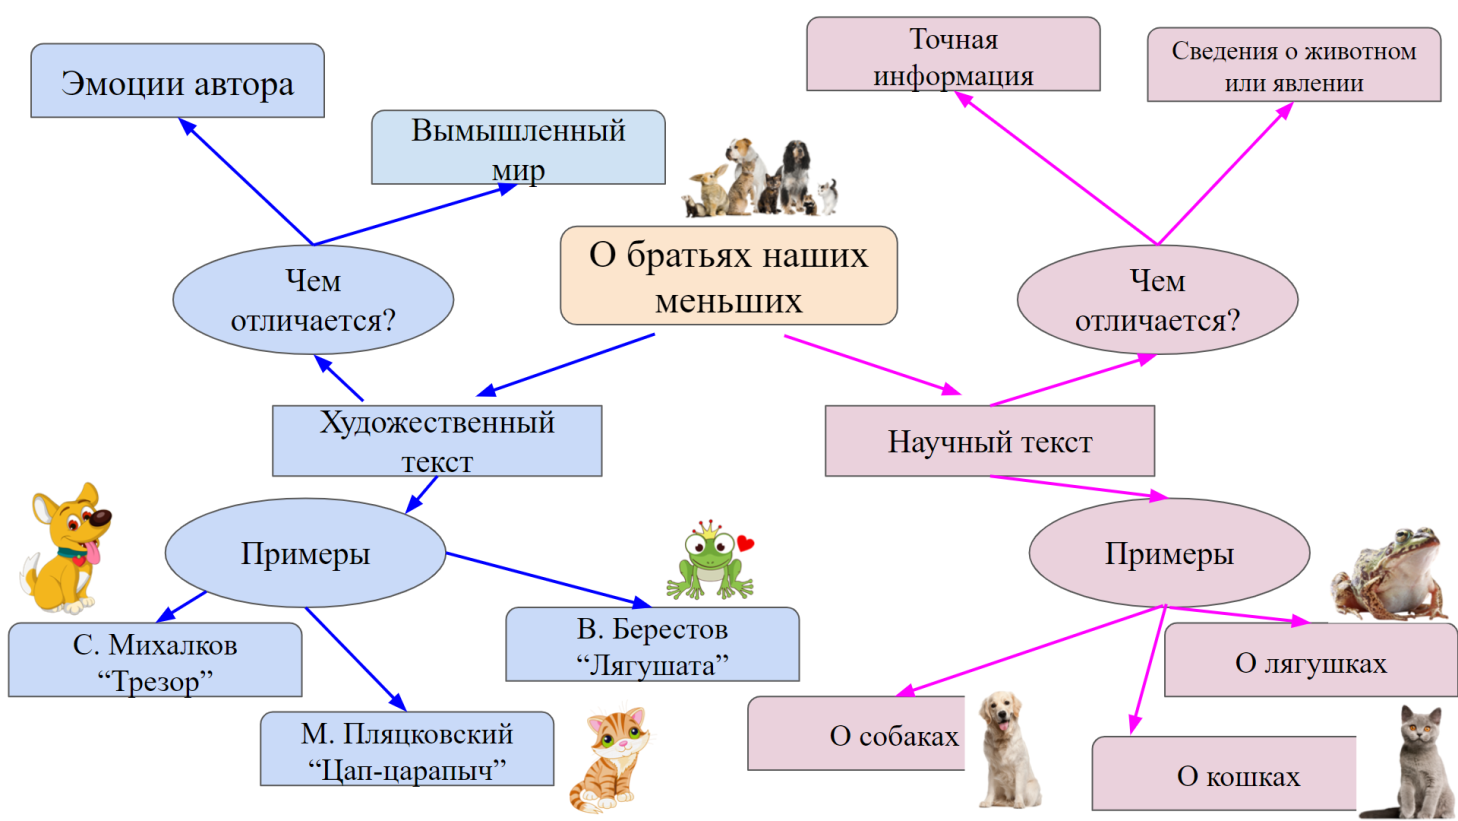 Эмоции автора
Вымышленный
мир
Точная
информация
Сведения о животном
или явлении
О братьях наших
меньших
Чем
отличается?
Чем
отличается?
Художественный
текст
Научный текст
Примеры
Примеры
С. Михалков
“Трезор”
В. Берестов
“Лягушата”
М. Пляцковский
“Цап-царапыч”
О собаках
О лягушках
О кошках